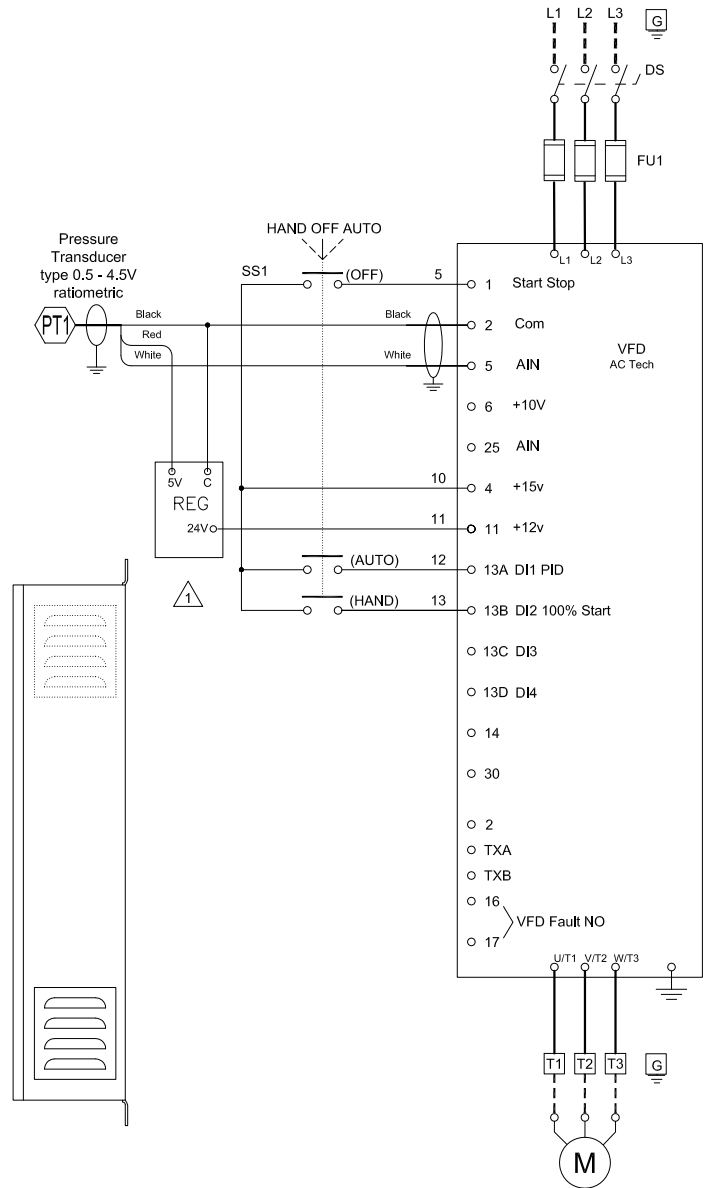 L1 L2 L3 G
DS
FU1
HAND OFF AUTO
Pressure
Transducer
type 0.5 - 4.5V
ratiometric
PT1
Black
Red
White
SS1
(OFF)
5
Black
White
L1 L2 L3
1 Start Stop
2 Com
VFD
AC Tech
5 AIN
6 +10V
25 AIN
5V C
REG
24V
1
10
4 +15v
11
11 +12v
(AUTO) 12
13A DI1 PID
(HAND) 13
13B DI2 100% Start
13C DI3
13D DI4
14
30
2
TXA
TXB
16
VFD Fault NO
17
U/T1 V/T2 W/T3
T1 T2 T3 G
M